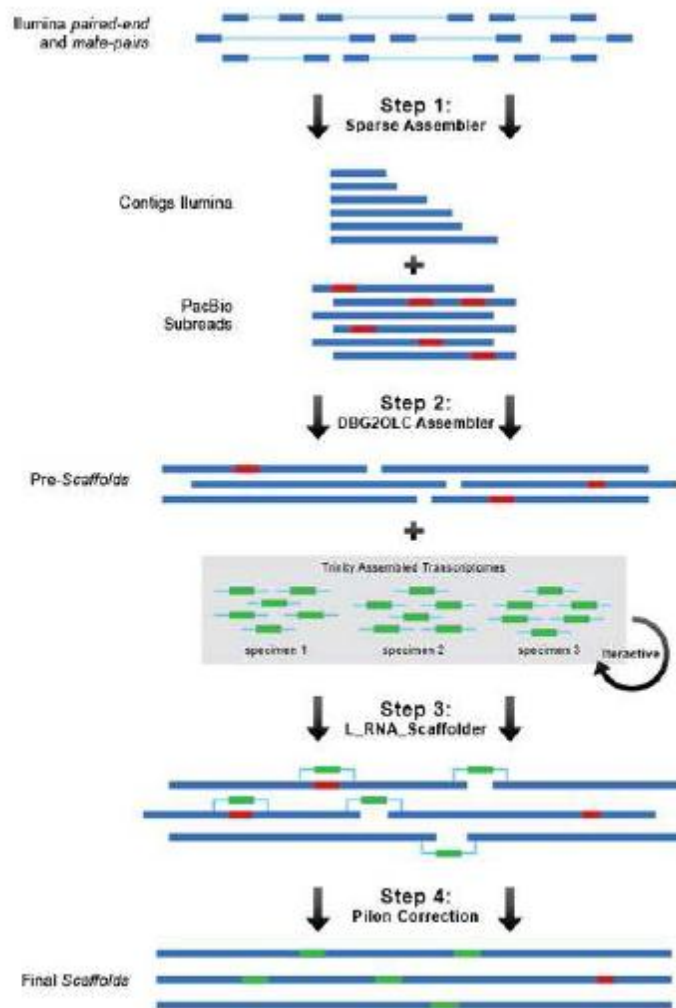 Illumina paired-end
and mate-pairs
Step 1:
Sparse Assembler
Contigs Ilumina
+
PacBio
Subreads
Step 2:
DBG2OLC Assembler
Pre-Scaffolds
+
Trinity Assembled Transcriptomes
specimen 1 specimen 2 specimen 3
Iteractive
Step 3:
L_RNA_Scaffolder
Step 4:
Pilon Correction
Final Scaffolds